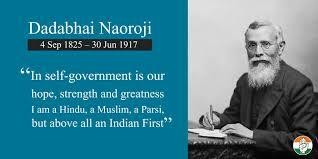 Dadabhai Naoroji
4 Sep 1825 – 30 Jun 1917
“In self-government is our
hope, strength and greatness
I am a Hindu, a Muslim, a Parsi,
but above all an Indian First”